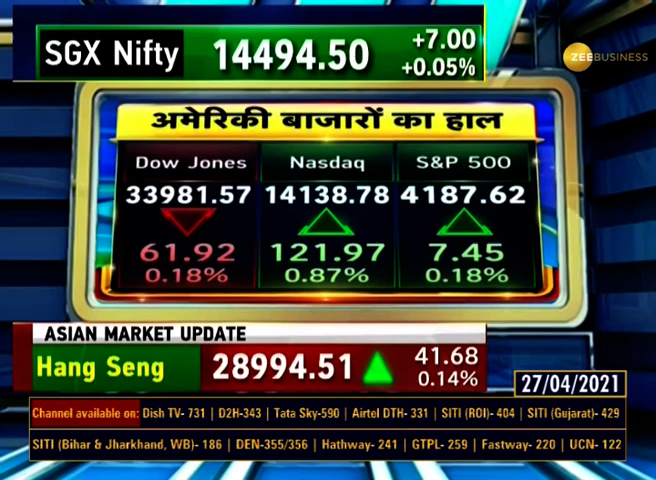 SGX Nifty 14494.50 +7.00
+0.05%
ZEEBUSINESS
अमेरिकी बाजारों का हाल
Dow Jones Nasdaq S&P 500
33981.57 14138.78 4187.62
61.92 121.97 7.45
0.18% 0.87% 0.18%
ASIAN MARKET UPDATE
Hang Seng 28994.51 41.68
0.14%
27/04/2021
Channel available on: Dish TV- 731 | D2H-343 | Tata Sky-590 | Airtel DTH- 331 | SITI (ROI)- 404 | SITI (Gujarat)- 429
SITI (Bihar & Jharkhand, WB)- 186 | DEN-355/356 | Hathway- 241 | GTPL- 259 | Fastway- 220 | UCN- 122